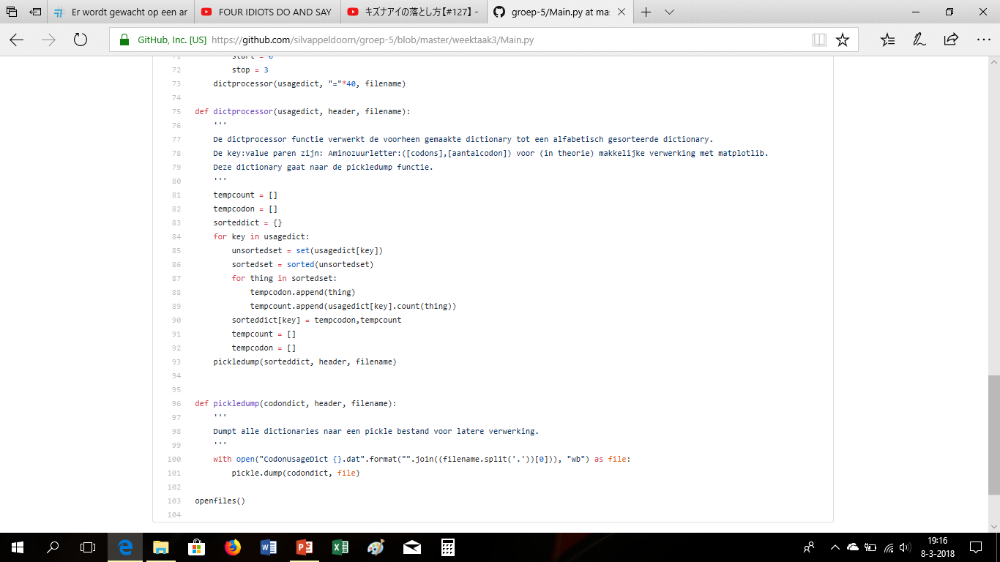 Er wordt gewacht op een ar
FOUR IDIOTS DO AND SAY
キズナアイの落とし方【#127】 -
groep-5/Main.py at mas
GitHub, Inc. [US] https://github.com/silvappeldoorn/groep-5/blob/master/weektaak3/Main.py
71 start = 0
72 stop = 3
73 dictprocessor(usagedict, "="*40, filename)
74
75 def dictprocessor(usagedict, header, filename):
76 '''
77 De dictprocessor functie verwerkt de voorheen gemaakte dictionary tot een alfabetisch gesorteerde dictionary.
78 De key:value paren zijn: Aminozuurletter:([codons],[aantalcodon]) voor (in theorie) makkelijke verwerking met matplotlib.
79 Deze dictionary gaat naar de pickledump functie.
80 '''
81 tempcount = []
82 tempcodon = []
83 sorteddict = {}
84 for key in usagedict:
85 unsortedset = set(usagedict[key])
86 sortedset = sorted(unsortedset)
87 for thing in sortedset:
88 tempcodon.append(thing)
89 tempcount.append(usagedict[key].count(thing))
90 sorteddict[key] = tempcodon,tempcount
91 tempcount = []
92 tempcodon = []
93 pickledump(sorteddict, header, filename)
94
95
96 def pickledump(codondict, header, filename):
97 '''
98 Dumpt alle dictionaries naar een pickle bestand voor latere verwerking.
99 '''
100 with open("CodonUsageDict {}.dat".format("".join((filename.split('.'))[0])), "wb") as file:
101 pickle.dump(codondict, file)
102
103 openfiles()
104
19:16
8-3-2018